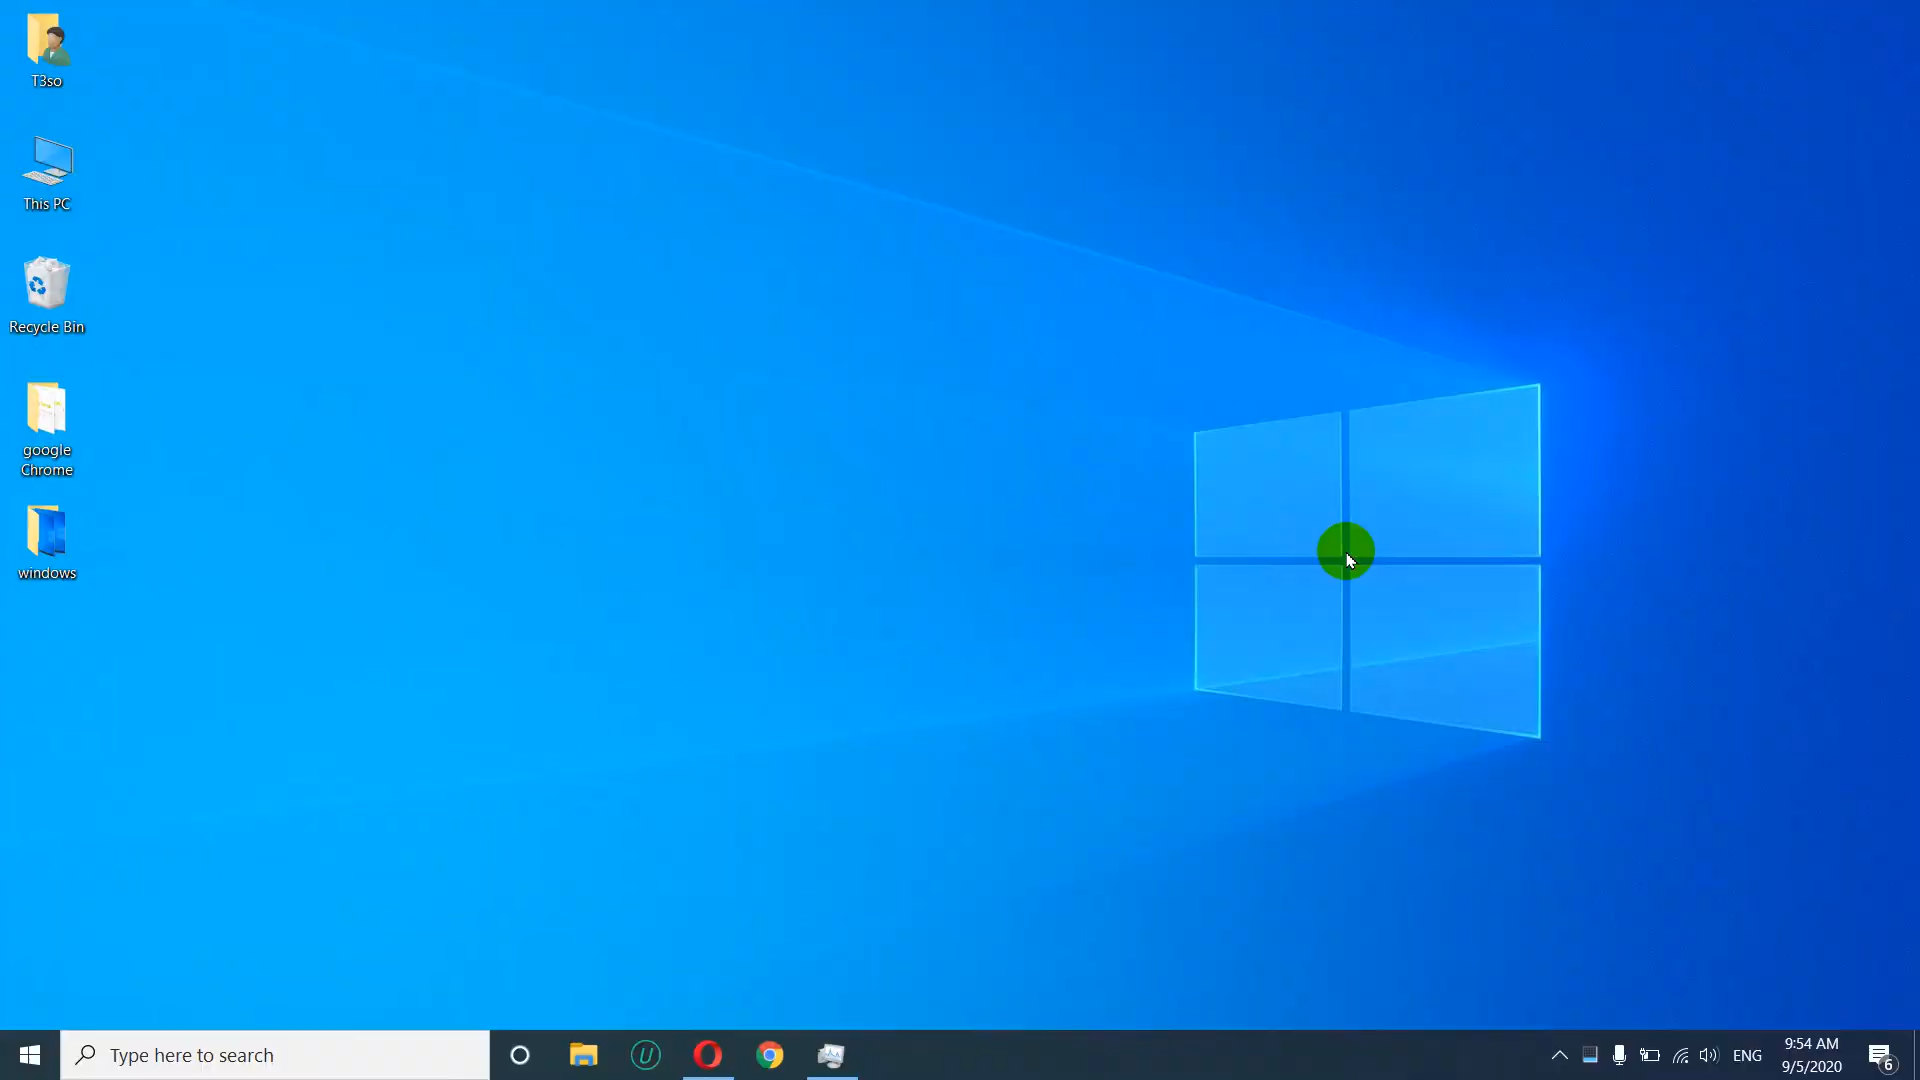 T3so
This PC
Recycle Bin
google
Chrome
windows
Type here to search
U
ENG
9:54 AM
9/5/2020
6